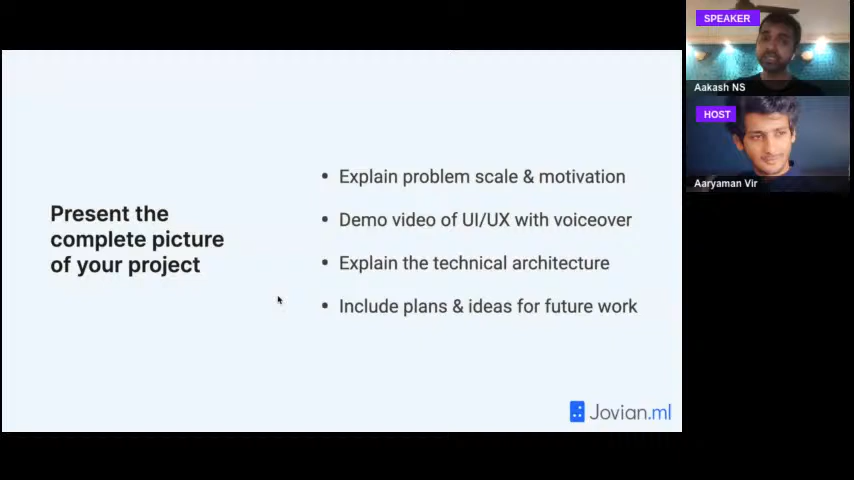 Present the
complete picture
of your project
• Explain problem scale & motivation
• Demo video of UI/UX with voiceover
• Explain the technical architecture
• Include plans & ideas for future work
Jovian.ml
SPEAKER
Aakash NS
HOST
Aaryaman Vir